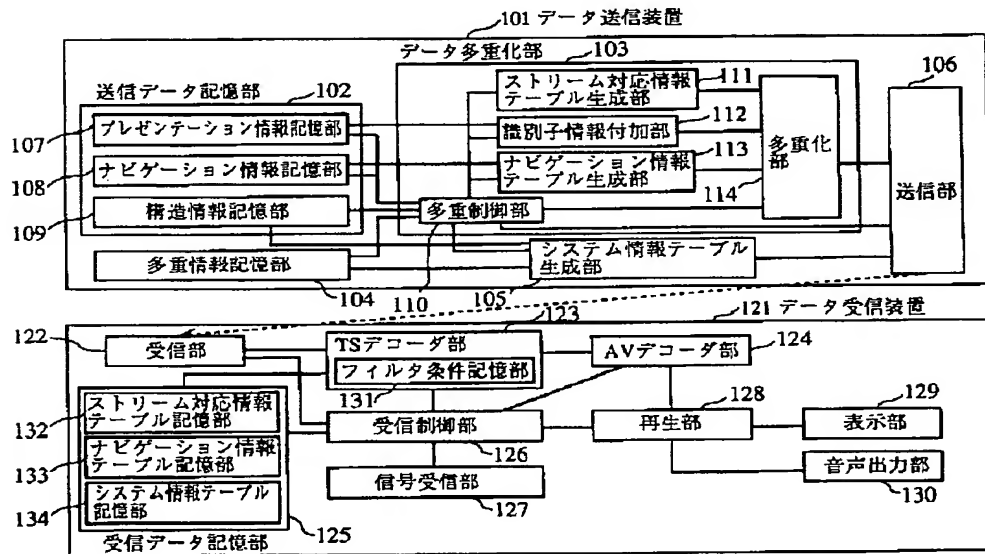 101 データ送信装置
データ多重化部 103
送信データ記憶部 102
107 プレゼンテーション情報記憶部
108 ナビゲーション情報記憶部
109 構造情報記憶部
多重情報記憶部
104
ストリーム対応情報
テーブル生成部
111
識別子情報付加部
112
ナビゲーション情報
テーブル生成部
113
多重制御部
110
多重化
部
114
システム情報テーブル
生成部
105
送信部
106
121 データ受信装置
122 受信部
123
TSデコーダ部
フィルタ条件記憶部
131
AVデコーダ部
124
132 ストリーム対応情報
テーブル記憶部
133 ナビゲーション情報
テーブル記憶部
134 システム情報テーブル
記憶部
125
受信データ記憶部
受信制御部
126
信号受信部
127
再生部
128
表示部
129
音声出力部
130